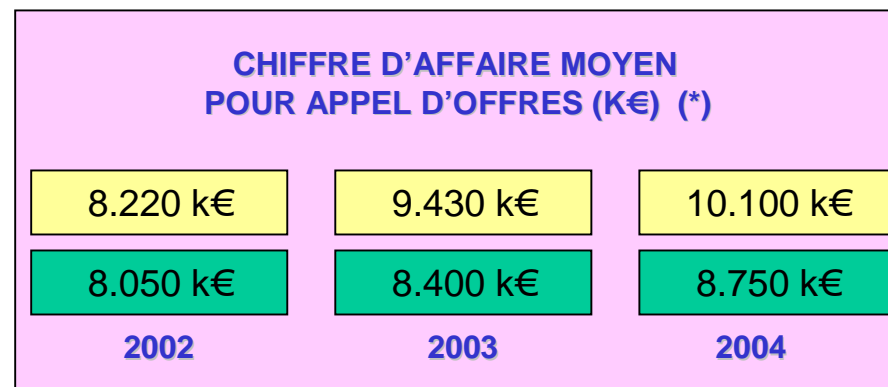 CHIFFRE D’AFFAIRE MOYEN
POUR APPEL D’OFFRES (K€) (*)
8.220 k€ 9.430 k€ 10.100 k€
8.050 k€ 8.400 k€ 8.750 k€
2002 2003 2004